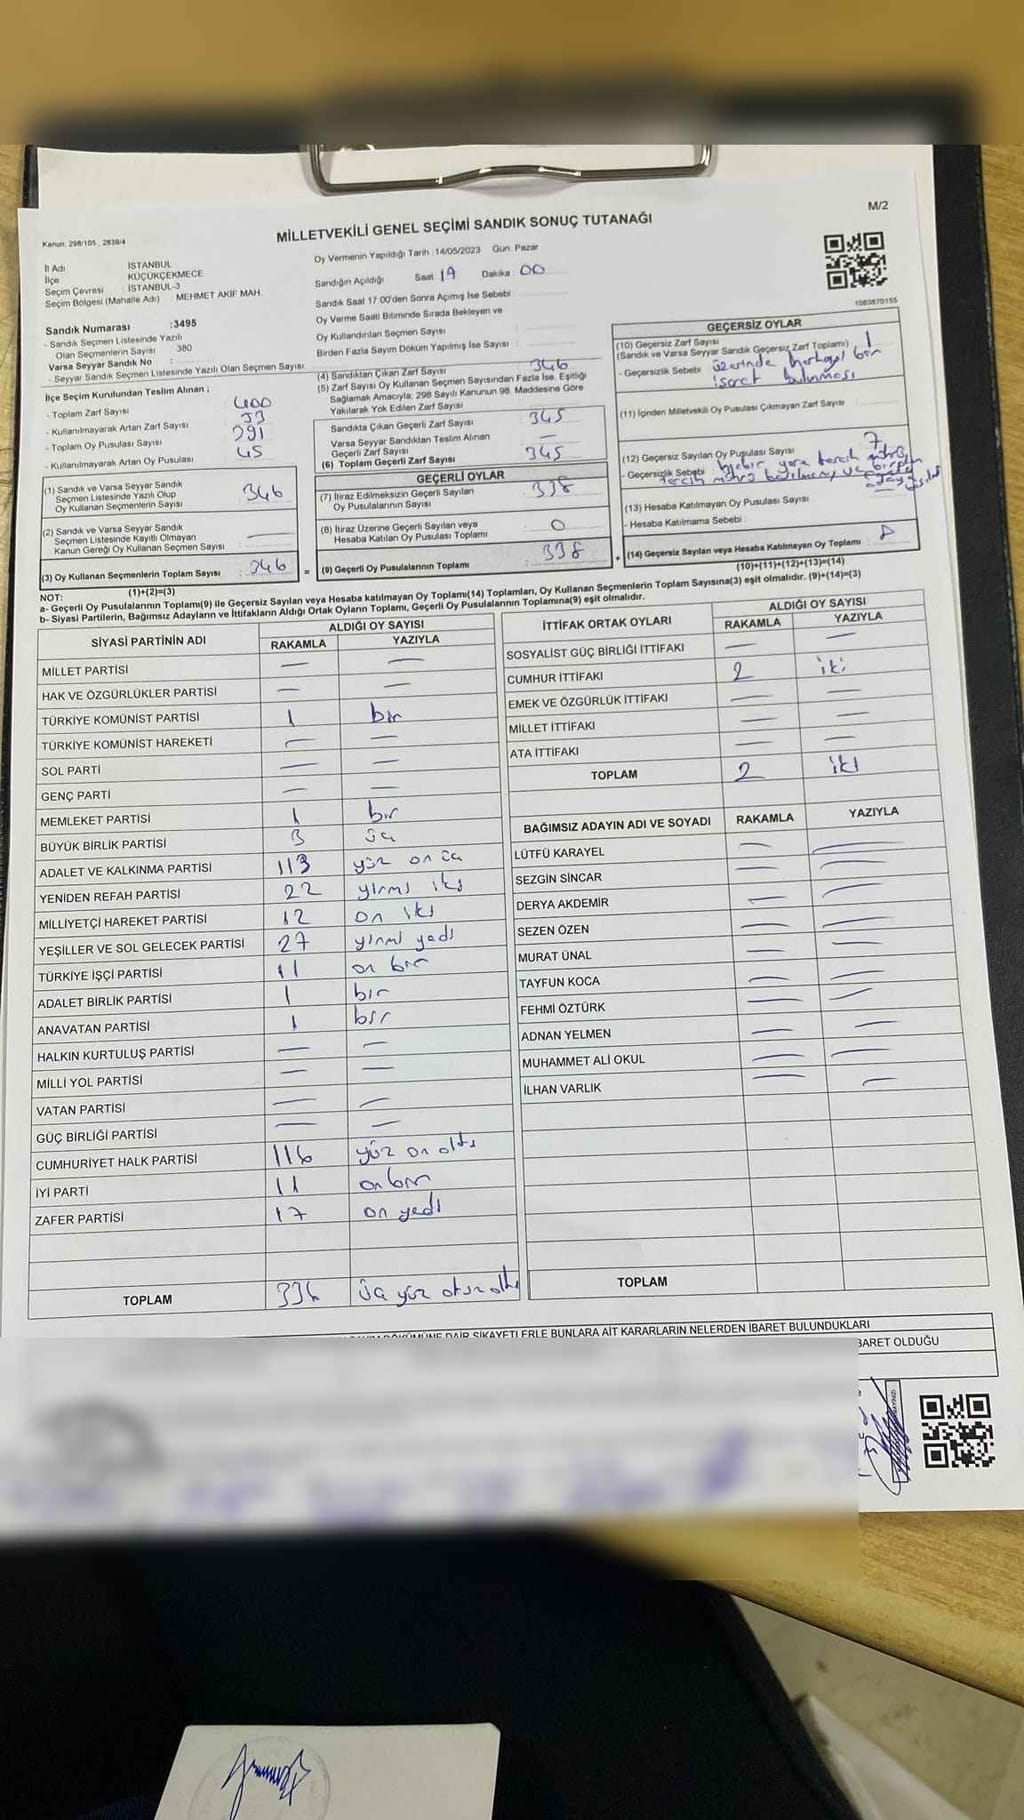 M/2
Kanun: 298/105, 2839/4
MİLLETVEKİLİ GENEL SEÇİMİ SANDIK SONUÇ TUTANAĞI
İl Adı İSTANBUL
İlçe KÜÇÜKÇEKMECE
Seçim Çevresi İSTANBUL-3
Seçim Bölgesi (Mahalle Adı) MEHMET AKİF MAH.
Sandık Numarası :3495
- Sandık Seçmen Listesinde Yazılı
Olan Seçmenlerin Sayısı : 380
Varsa Seyyar Sandık No :
- Seyyar Sandık Seçmen Listesinde Yazılı Olan Seçmen Sayısı
İlçe Seçim Kurulundan Teslim Alınan ;
- Toplam Zarf Sayısı 400
- Kullanılmayarak Artan Zarf Sayısı
- Toplam Oy Pusulası Sayısı 391
- Kullanılmayarak Artan Oy Pusulası 45
(1) Sandık ve Varsa Seyyar Sandık
Seçmen Listesinde Yazılı Olup
Oy Kullanan Seçmenlerin Sayısı 346
(2) Sandık ve Varsa Seyyar Sandık
Seçmen Listesinde Kayıtlı Olmayan
Kanun Gereği Oy Kullanan Seçmen Sayısı : —
(3) Oy Kullanan Seçmenlerin Toplam Sayısı : 346
(1)+(2)=(3)
Oy Vermenin Yapıldığı Tarih : 14/05/2023 Gün: Pazar
Sandığın Açıldığı Saat 19 Dakika : 00
Sandık Saat 17.00'den Sonra Açılmış İse Sebebi :
Oy Verme Saati Bitiminde Sırada Bekleyen ve
Oy Kullandırılan Seçmen Sayısı
Birden Fazla Sayım Döküm Yapılmış İse Sayısı :
(4) Sandıktan Çıkan Zarf Sayısı 346
(5) Zarf Sayısı Oy Kullanan Seçmen Sayısından Fazla İse, Eşitliği
Sağlamak Amacıyla, 298 Sayılı Kanunun 98. Maddesine Göre
Yakılarak Yok Edilen Zarf Sayısı
Sandıkta Çıkan Geçerli Zarf Sayısı 345
Varsa Seyyar Sandıktan Teslim Alınan
Geçerli Zarf Sayısı —
(6) Toplam Geçerli Zarf Sayısı 345
GEÇERLİ OYLAR
(7) İtiraz Edilmeksizin Geçerli Sayılan
Oy Pusulalarının Sayısı 338
(8) İtiraz Üzerine Geçerli Sayılan veya
Hesaba Katılan Oy Pusulası Toplamı 0
= (9) Geçerli Oy Pusulalarının Toplamı 338
1083870155
GEÇERSİZ OYLAR
(10) Geçersiz Zarf Sayısı
(Sandık ve Varsa Seyyar Sandık Geçersiz Zarf Toplamı) 1
- Geçersizlik Sebebi üzerinde herhangi bir
işaret bulunması
(11) İçinden Milletvekili Oy Pusulası Çıkmayan Zarf Sayısı
(12) Geçersiz Sayılan Oy Pusulası Sayısı 7
- Geçersizlik Sebebi hiçbir yere tercih mührü
tercih mührü
(13) Hesaba Katılmayan Oy Pusulası Sayısı
- Hesaba Katılmama Sebebi
+ (14) Geçersiz Sayılan veya Hesaba Katılmayan Oy Toplamı 8
(10)+(11)+(12)+(13)=(14)
NOT:
a- Geçerli Oy Pusulalarının Toplamı(9) ile Geçersiz Sayılan veya Hesaba katılmayan Oy Toplamı(14) Toplamları, Oy Kullanan Seçmenlerin Toplam Sayısına(3) eşit olmalıdır. (9)+(14)=(3)
b- Siyasi Partilerin, Bağımsız Adayların ve İttifakların Aldığı Ortak Oyların Toplamı, Geçerli Oy Pusulalarının Toplamına(9) eşit olmalıdır.
SİYASİ PARTİNİN ADI ALDIĞI OY SAYISI
RAKAMLA YAZIYLA
MİLLET PARTİSİ — —
HAK VE ÖZGÜRLÜKLER PARTİSİ — —
TÜRKİYE KOMÜNİST PARTİSİ 1 bir
TÜRKİYE KOMÜNİST HAREKETİ — —
SOL PARTİ — —
GENÇ PARTİ — —
MEMLEKET PARTİSİ 1 bir
BÜYÜK BİRLİK PARTİSİ 3 üç
ADALET VE KALKINMA PARTİSİ 113 yüz on üç
YENİDEN REFAH PARTİSİ 22 yirmi iki
MİLLİYETÇİ HAREKET PARTİSİ 12 on iki
YEŞİLLER VE SOL GELECEK PARTİSİ 27 yirmi yedi
TÜRKİYE İŞÇİ PARTİSİ 11 on bir
ADALET BİRLİK PARTİSİ 1 bir
ANAVATAN PARTİSİ 1 bir
HALKIN KURTULUŞ PARTİSİ — —
MİLLİ YOL PARTİSİ — —
VATAN PARTİSİ — —
GÜÇ BİRLİĞİ PARTİSİ — —
CUMHURİYET HALK PARTİSİ 116 yüz on altı
İYİ PARTİ 11 on bir
ZAFER PARTİSİ 17 on yedi
TOPLAM 336 üç yüz otuz altı
İTTİFAK ORTAK OYLARI ALDIĞI OY SAYISI
RAKAMLA YAZIYLA
SOSYALİST GÜÇ BİRLİĞİ İTTİFAKI — —
CUMHUR İTTİFAKI 2 iki
EMEK VE ÖZGÜRLÜK İTTİFAKI — —
MİLLET İTTİFAKI — —
ATA İTTİFAKI — —
TOPLAM 2 iki
BAĞIMSIZ ADAYIN ADI VE SOYADI RAKAMLA YAZIYLA
LÜTFÜ KARAYEL — —
SEZGİN SİNCAR — —
DERYA AKDEMİR — —
SEZEN ÖZEN — —
MURAT ÜNAL — —
TAYFUN KOCA — —
FEHMİ ÖZTÜRK — —
ADNAN YELMEN — —
MUHAMMET ALİ OKUL — —
İLHAN VARLIK — —
TOPLAM
DÖKÜMÜNE DAİR ŞİKAYETLERLE BUNLARA AİT KARARLARIN NELERDEN İBARET BULUNDUKLARI
İBARET OLDUĞU